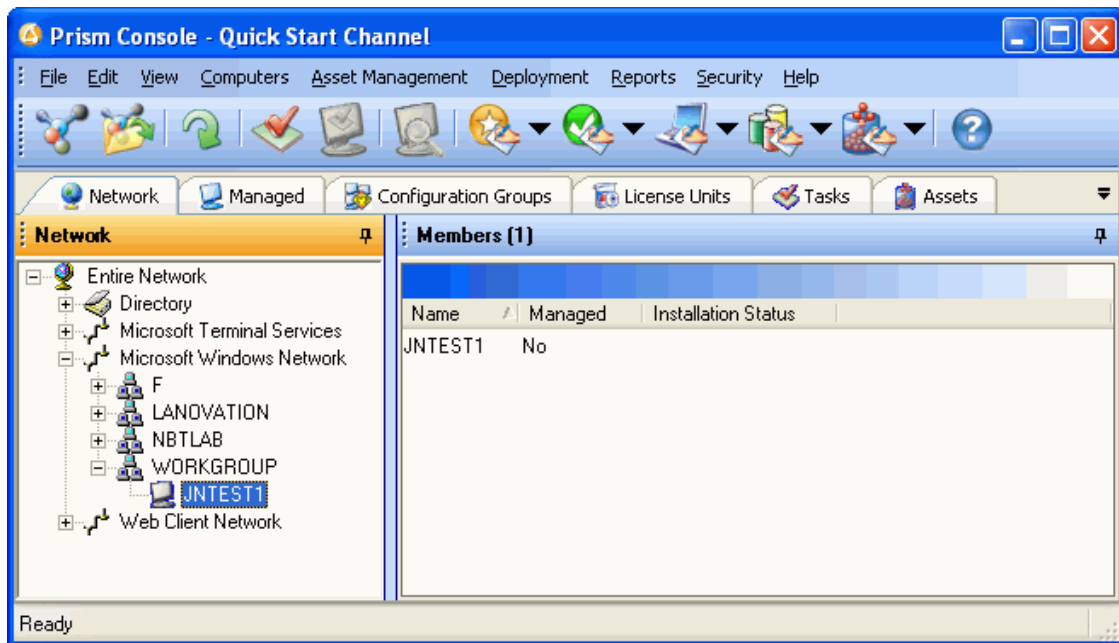 Prism Console - Quick Start Channel
File Edit View Computers Asset Management Deployment Reports Security Help
Network Managed Configuration Groups License Units Tasks Assets
Network
Members (1)
Entire Network
Directory
Microsoft Terminal Services
Microsoft Windows Network
F
LANOVATION
NBTLAB
WORKGROUP
JNTEST1
Web Client Network
Name Managed Installation Status
JNTEST1 No
Ready